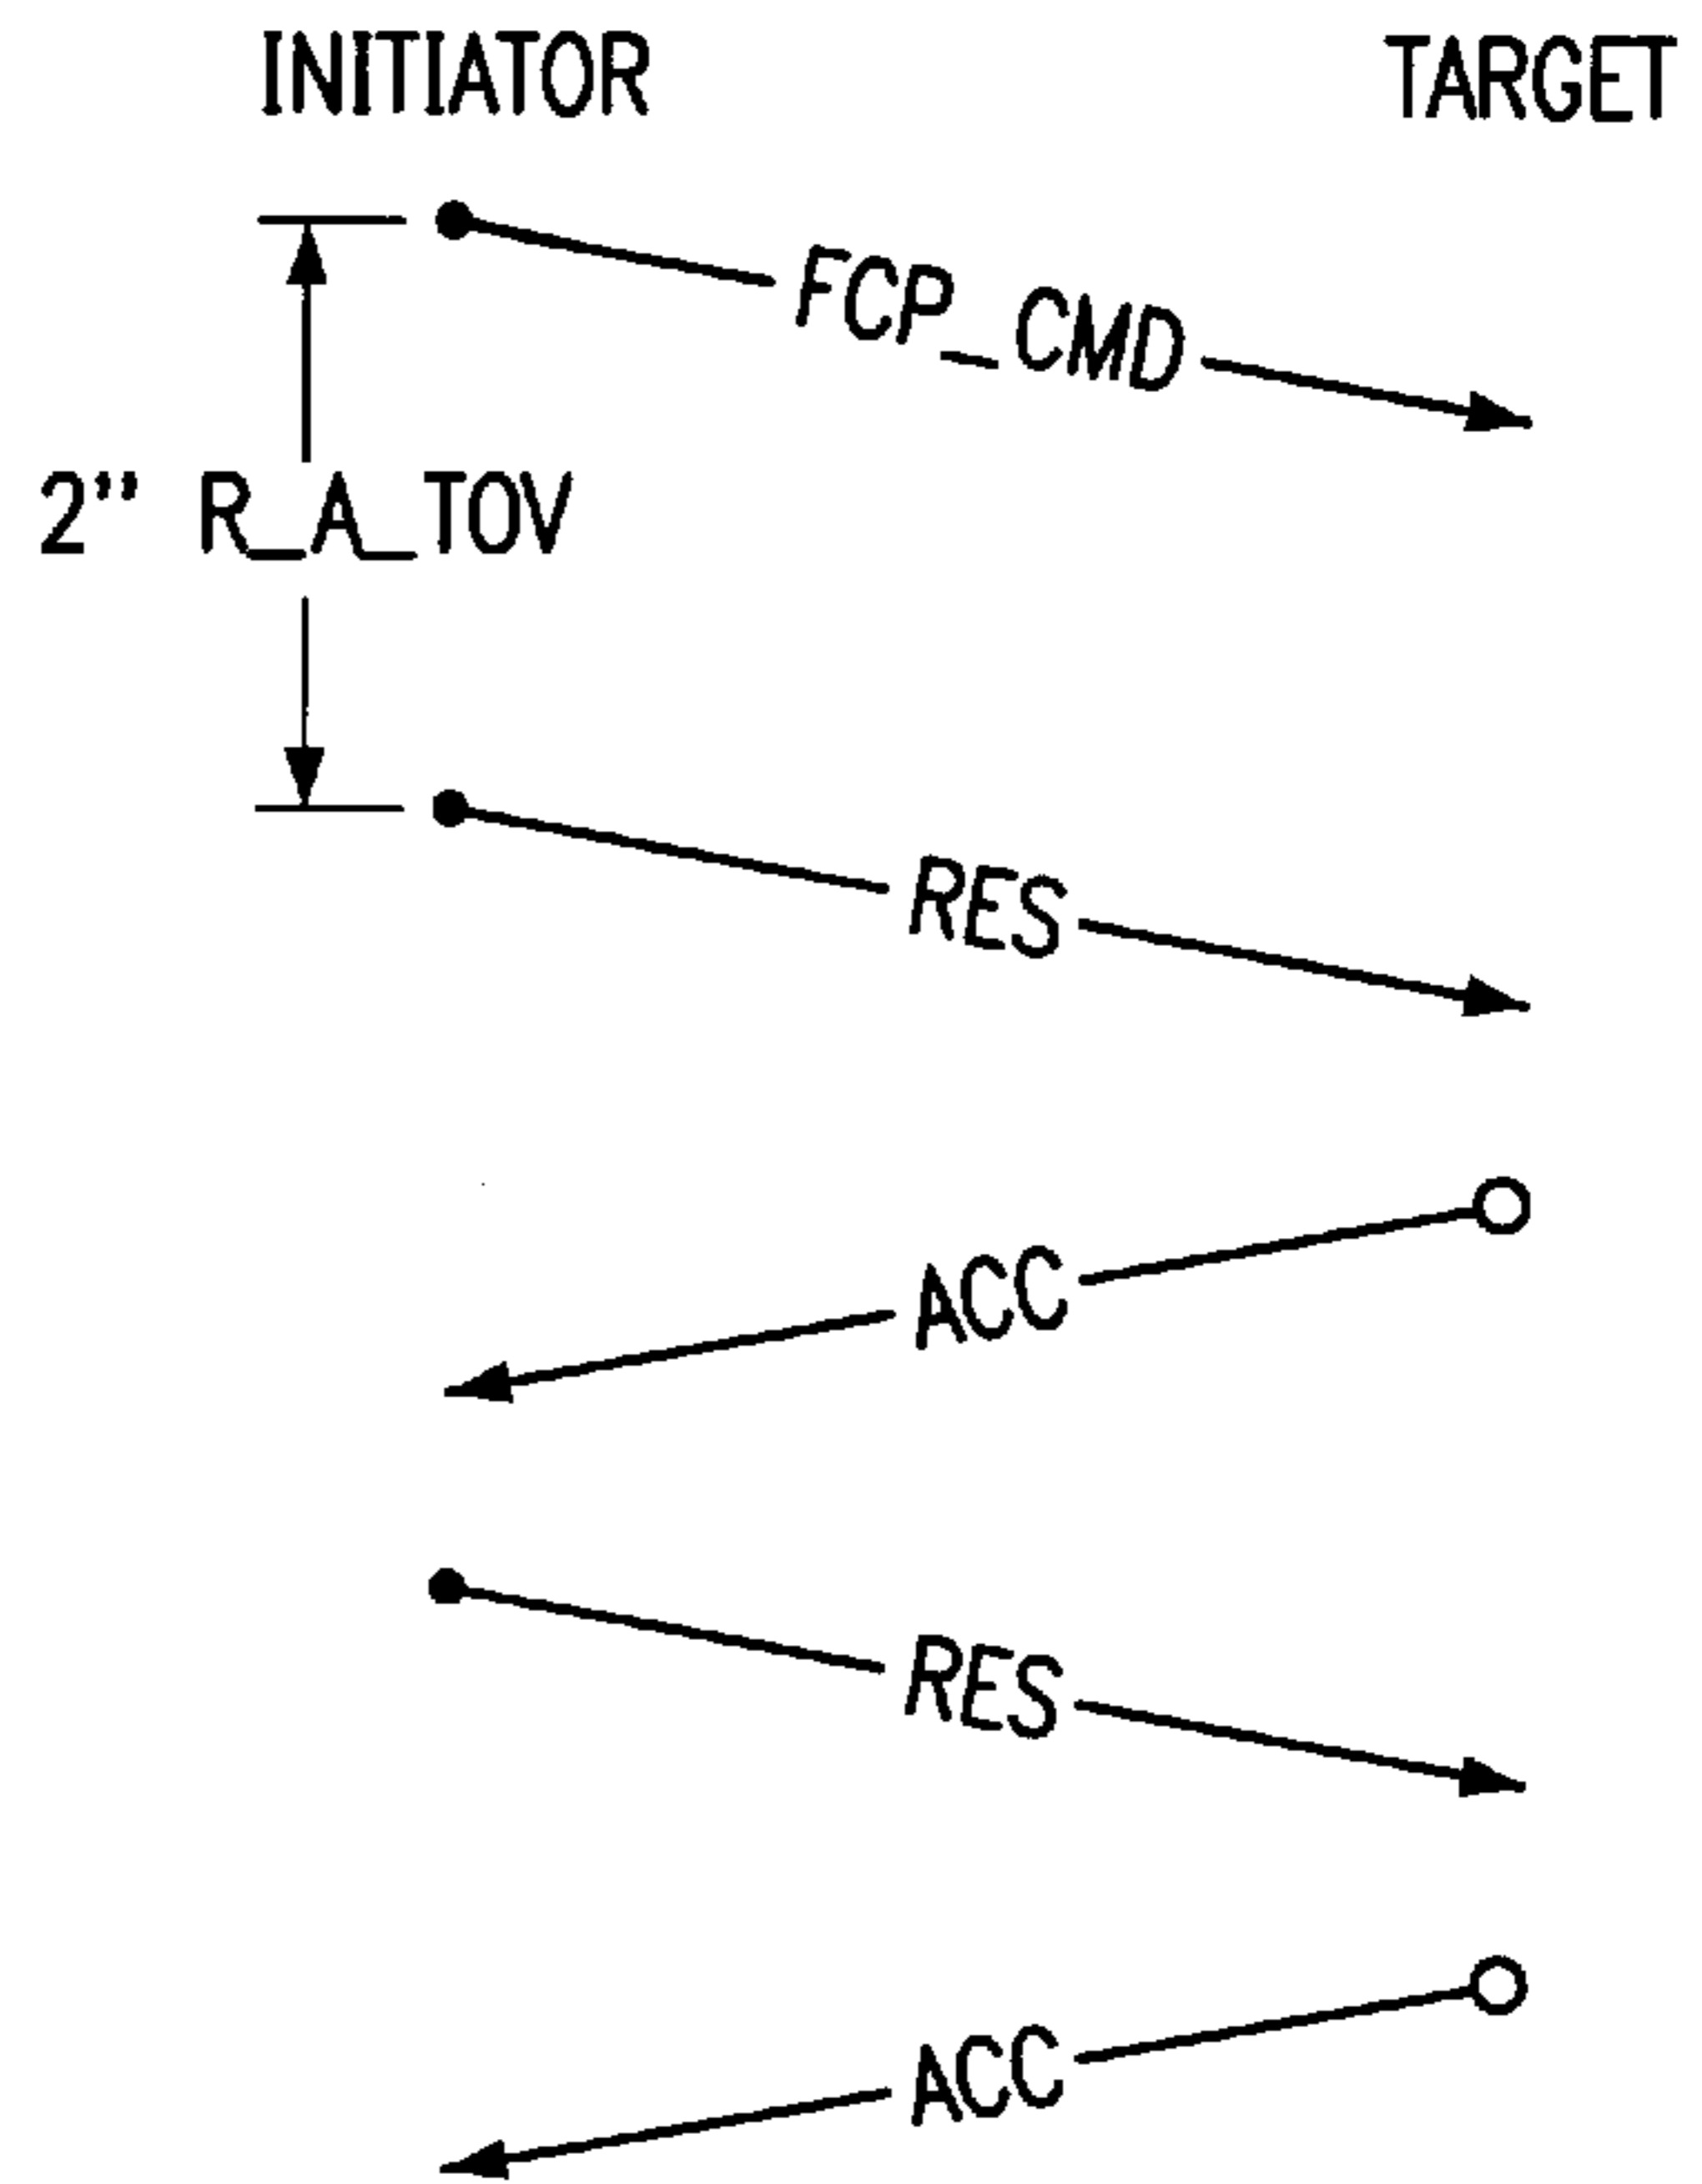 INITIATOR TARGET
FCP_CMD
2” R_A_TOV
RES
ACC
RES
ACC